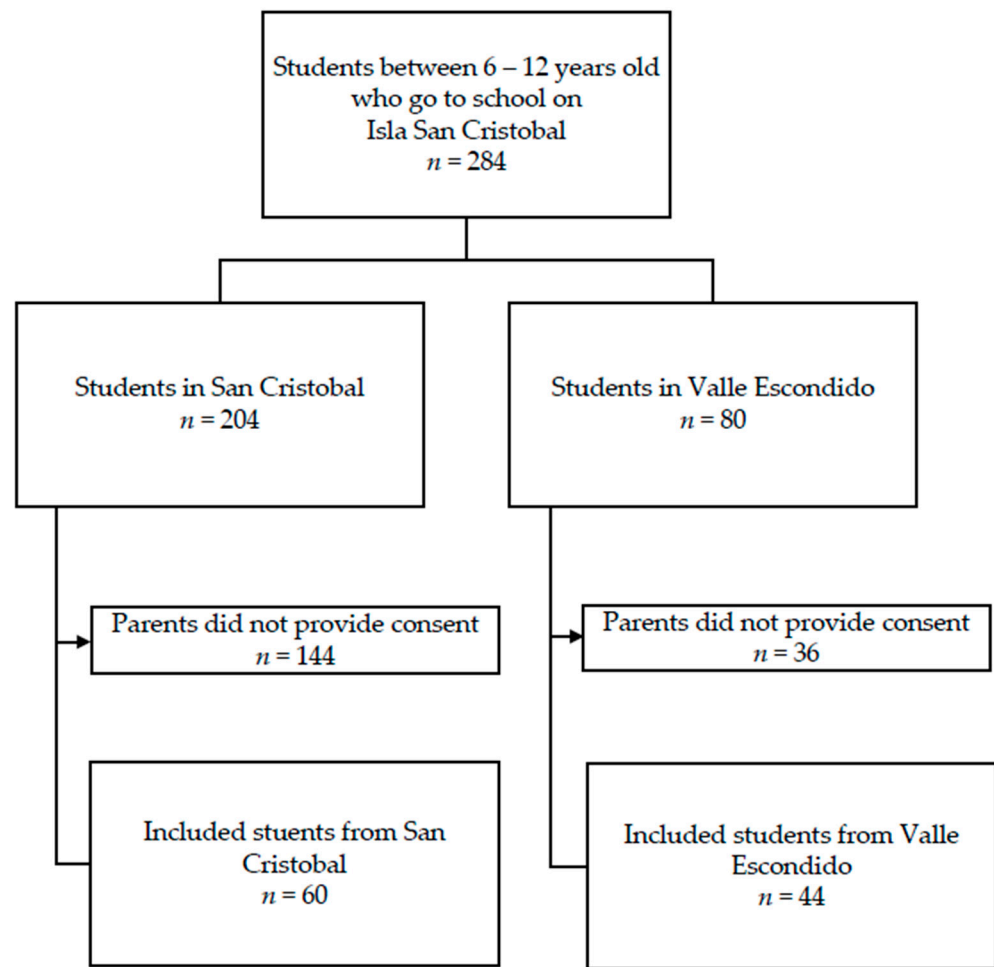 Students between 6 – 12 years old
who go to school on
Isla San Cristobal
n = 284
Students in San Cristobal
n = 204
Students in Valle Escondido
n = 80
Parents did not provide consent
n = 144
Parents did not provide consent
n = 36
Included stuents from San
Cristobal
n = 60
Included students from Valle
Escondido
n = 44